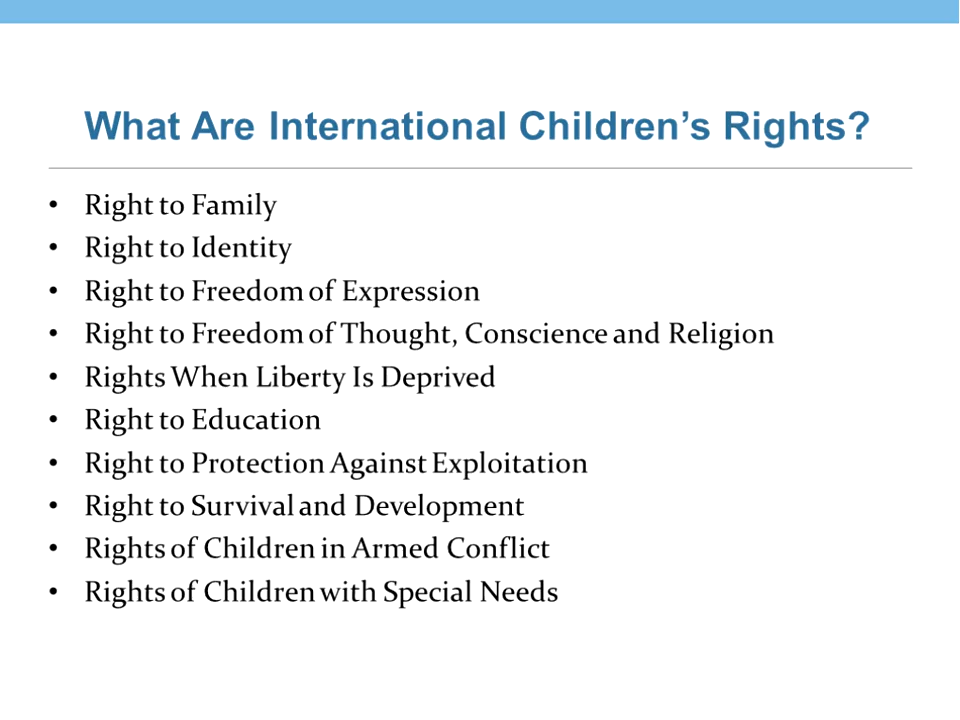 What Are International Children’s Rights?
• Right to Family
• Right to Identity
• Right to Freedom of Expression
• Right to Freedom of Thought, Conscience and Religion
• Rights When Liberty Is Deprived
• Right to Education
• Right to Protection Against Exploitation
• Right to Survival and Development
• Rights of Children in Armed Conflict
• Rights of Children with Special Needs